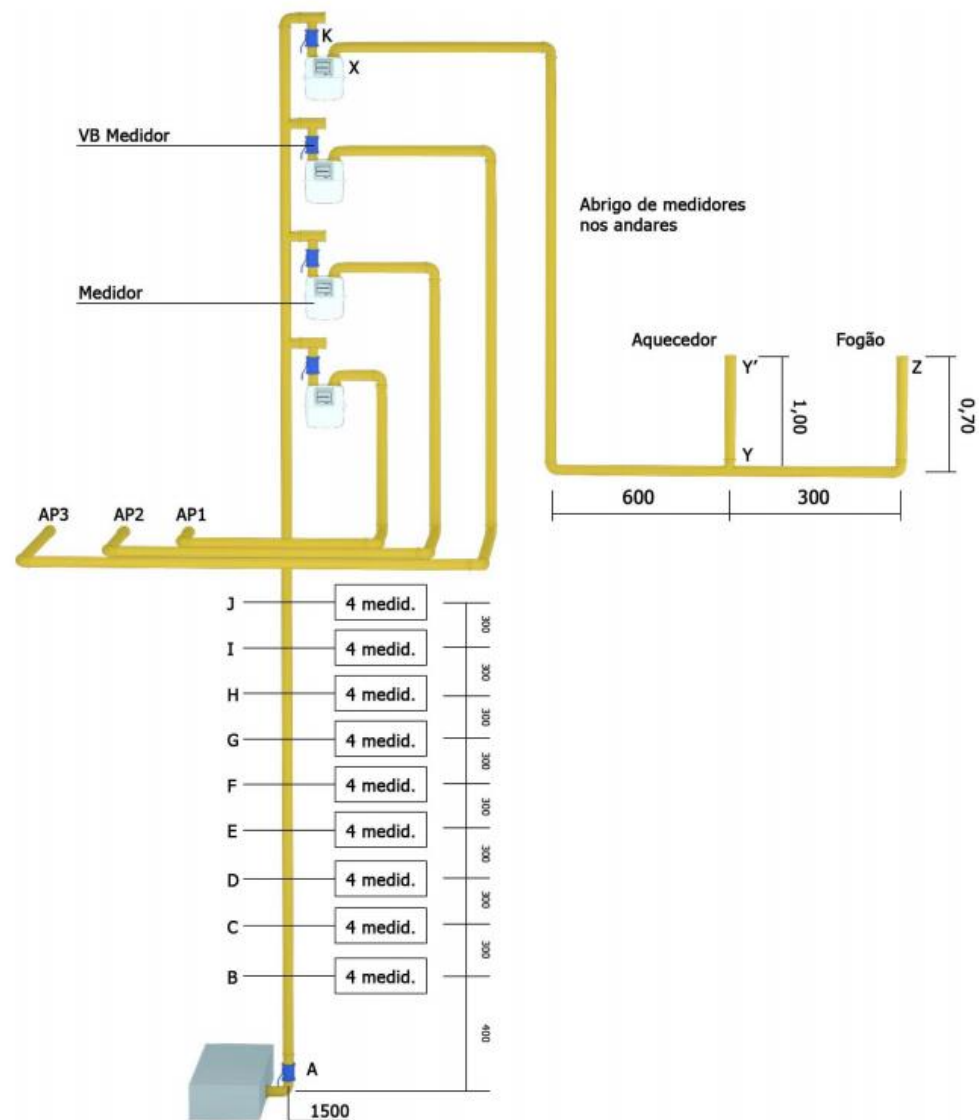 K
X
VB Medidor
Abrigo de medidores
nos andares
Medidor
Aquecedor
Fogão
Y'
Z
1,00
0,70
Y
600
300
AP3
AP2
AP1
J
4 medid.
300
I
4 medid.
300
H
4 medid.
300
G
4 medid.
300
F
4 medid.
300
E
4 medid.
300
D
4 medid.
300
C
4 medid.
300
B
4 medid.
400
A
1500